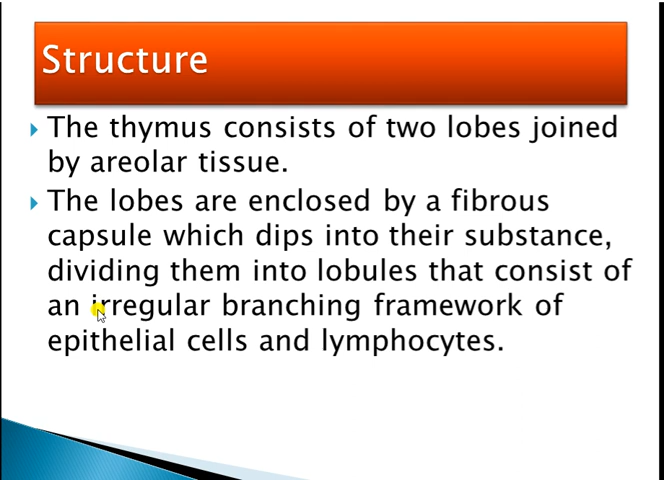 Structure
The thymus consists of two lobes joined
by areolar tissue.
The lobes are enclosed by a fibrous
capsule which dips into their substance,
dividing them into lobules that consist of
an irregular branching framework of
epithelial cells and lymphocytes.